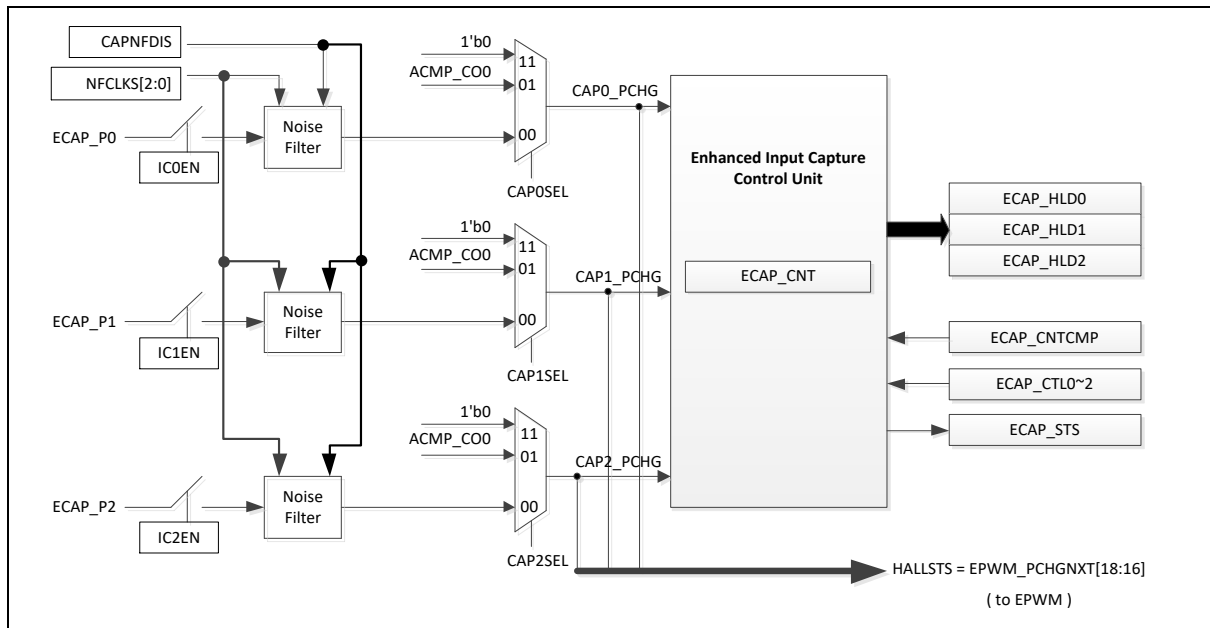 CAPNFDIS
NFCLKS[2:0]
ECAP_P0
IC0EN
Noise
Filter
1'b0
ACMP_CO0
11
01
00
CAP0SEL
CAP0_PCHG
ECAP_P1
IC1EN
Noise
Filter
1'b0
ACMP_CO0
11
01
00
CAP1SEL
CAP1_PCHG
ECAP_P2
IC2EN
Noise
Filter
1'b0
ACMP_CO0
11
01
00
CAP2SEL
CAP2_PCHG
Enhanced Input Capture
Control Unit
ECAP_CNT
ECAP_HLD0
ECAP_HLD1
ECAP_HLD2
ECAP_CNTCMP
ECAP_CTL0~2
ECAP_STS
HALLSTS = EPWM_PCHGNXT[18:16]
( to EPWM )